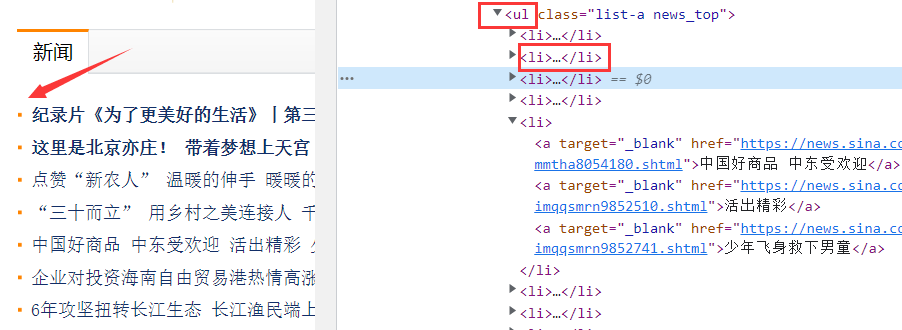 新闻
纪录片《为了更美好的生活》丨第三
这里是北京亦庄！ 带着梦想上天宫
点赞“新农人” 温暖的伸手 暖暖的
“三十而立” 用乡村之美连接人 千
中国好商品 中东受欢迎 活出精彩
企业对投资海南自由贸易港热情高涨
6年攻坚扭转长江生态 长江渔民端上
<ul class="list-a news_top">
<li>…</li>
<li>…</li>
… <li>…</li> == $0
<li>…</li>
<li>
<a target="_blank" href="https://news.sina.co
mmtha8054180.shtml">中国好商品 中东受欢迎</a>
<a target="_blank" href="https://news.sina.co
imqqsmrn9852510.shtml">活出精彩</a>
<a target="_blank" href="https://news.sina.co
imqqsmrn9852741.shtml">少年飞身救下男童</a>
</li>
<li>…</li>
<li>…</li>